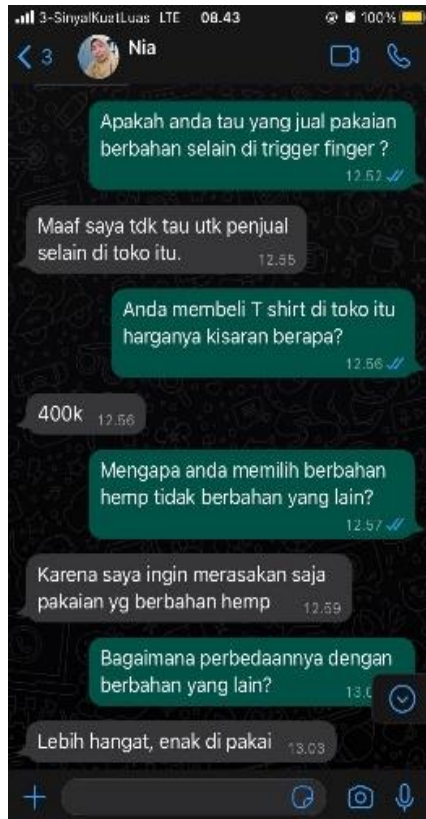 3-SinyalKuatLuas LTE 08.43 100%
3 Nia
Apakah anda tau yang jual pakaian
berbahan selain di trigger finger ?
12.52
Maaf saya tdk tau utk penjual
selain di toko itu.
12.55
Anda membeli T shirt di toko itu
harganya kisaran berapa?
12.56
400k 12.56
Mengapa anda memilih berbahan
hemp tidak berbahan yang lain?
12.57
Karena saya ingin merasakan saja
pakaian yg berbahan hemp 12.59
Bagaimana perbedaannya dengan
berbahan yang lain?
Lebih hangat, enak di pakai 13.03